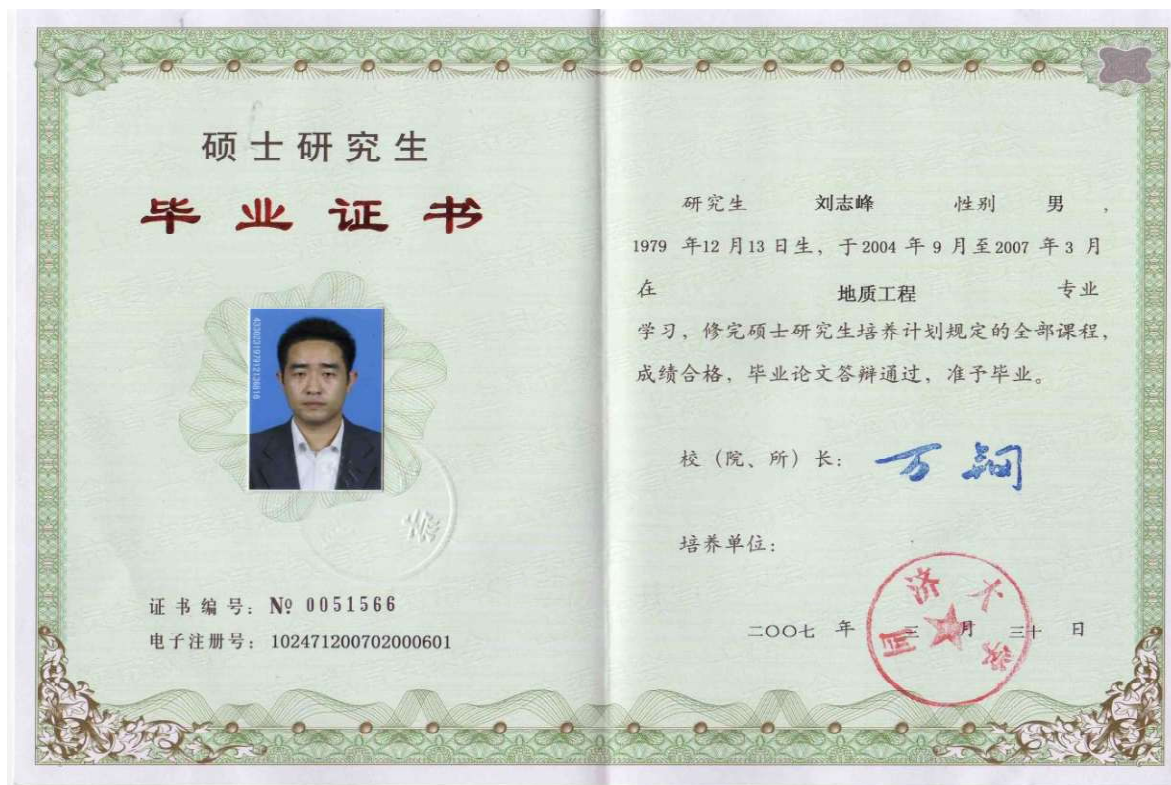 硕士研究生
毕业证书
证书编号：№ 0051566
电子注册号：102471200702000601
研究生 刘志峰 性别 男，
1979 年12 月13 日生，于2004 年 9 月至2007 年 3 月
在 地质工程 专业
学习，修完硕士研究生培养计划规定的全部课程，
成绩合格，毕业论文答辩通过，准予毕业。
校（院、所）长：万钢
培养单位：
同济大学
二〇〇七 年 三 月 三十 日